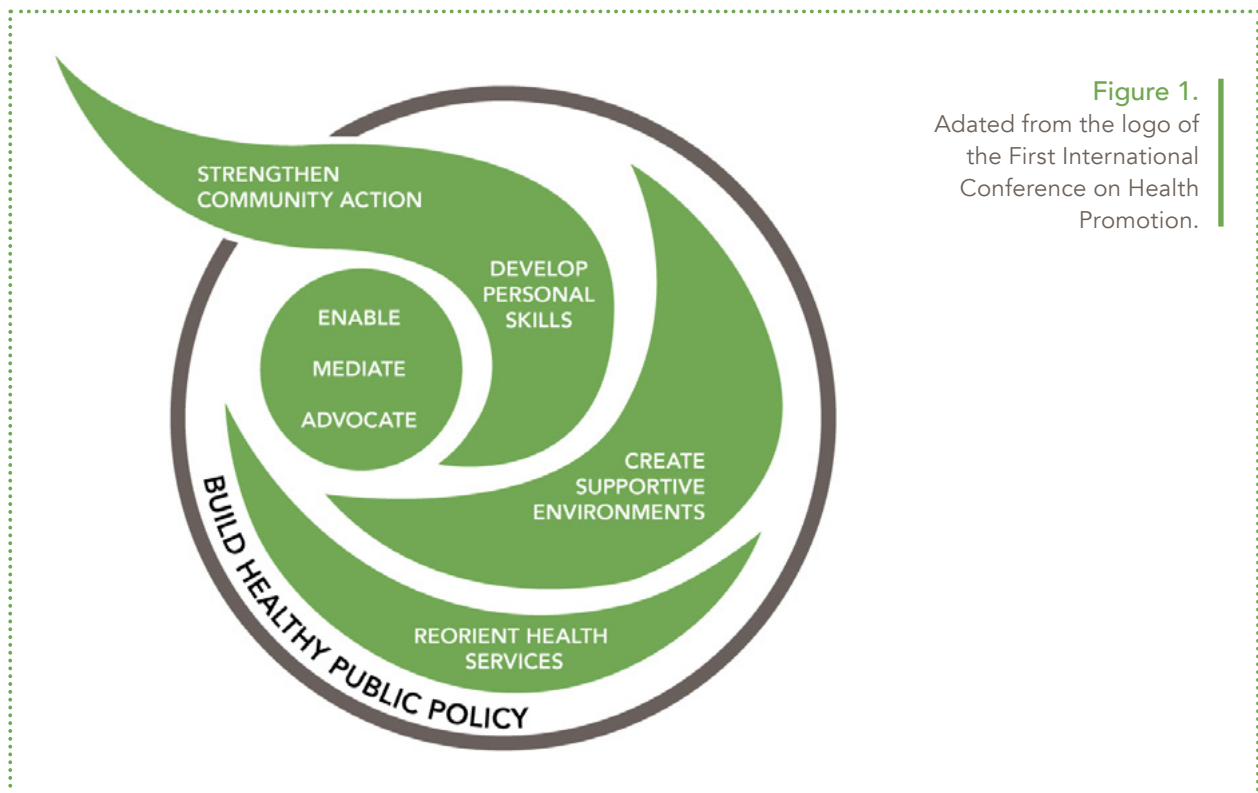 Figure 1.
Adated from the logo of
the First International
Conference on Health
Promotion.
STRENGTHEN
COMMUNITY ACTION
DEVELOP
PERSONAL
SKILLS
ENABLE
MEDIATE
ADVOCATE
CREATE
SUPPORTIVE
ENVIRONMENTS
REORIENT HEALTH
SERVICES
BUILD HEALTHY PUBLIC POLICY